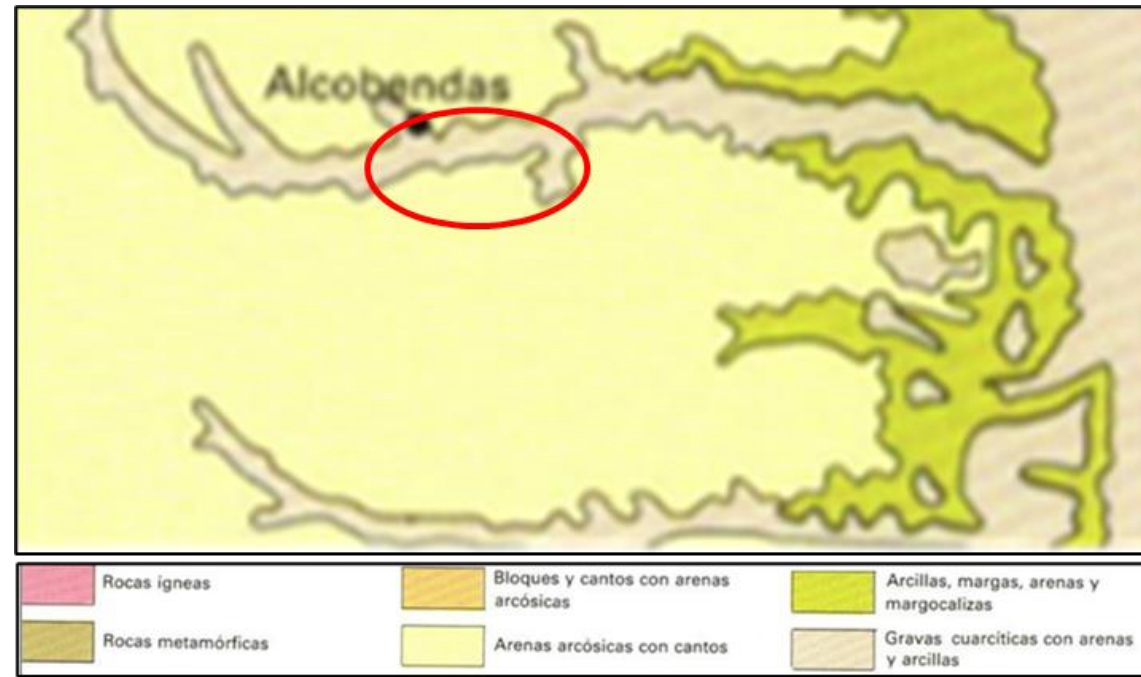 Alcobendas
Rocas ígneas
Bloques y cantos con arenas
arcósicas
Arcillas, margas, arenas y
margocalizas
Rocas metamórficas
Arenas arcósicas con cantos
Gravas cuarcíticas con arenas
y arcillas